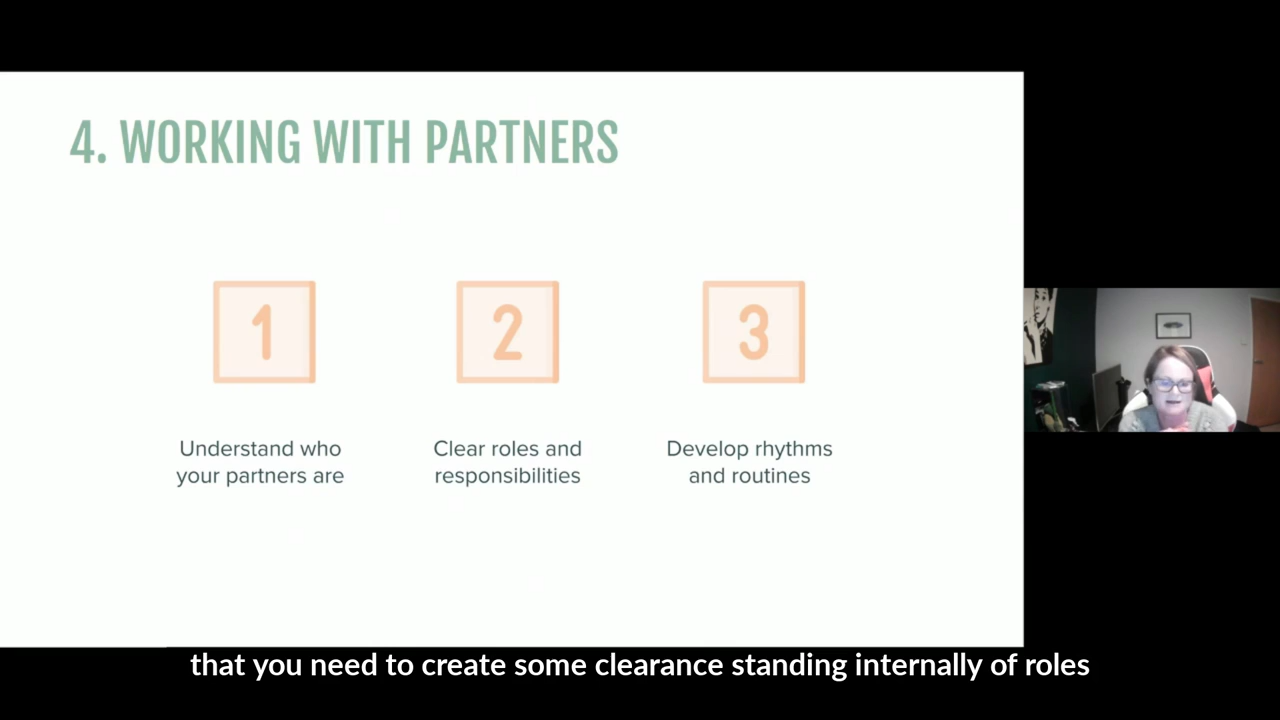 4. WORKING WITH PARTNERS
1
2
3
Understand who
your partners are
Clear roles and
responsibilities
Develop rhythms
and routines
that you need to create some clearance standing internally of roles